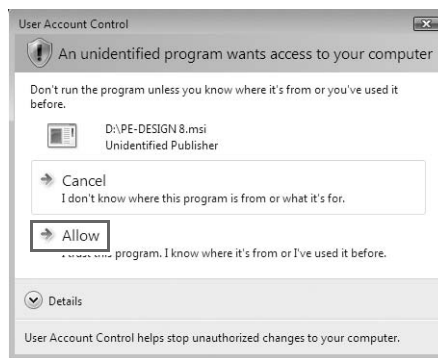 User Account Control
An unidentified program wants access to your computer
Don't run the program unless you know where it's from or you've used it
before.
D:\PE-DESIGN 8.msi
Unidentified Publisher
Cancel
I don't know where this program is from or what it's for.
Allow
I trust this program. I know where it's from or I've used it before.
Details
User Account Control helps stop unauthorized changes to your computer.